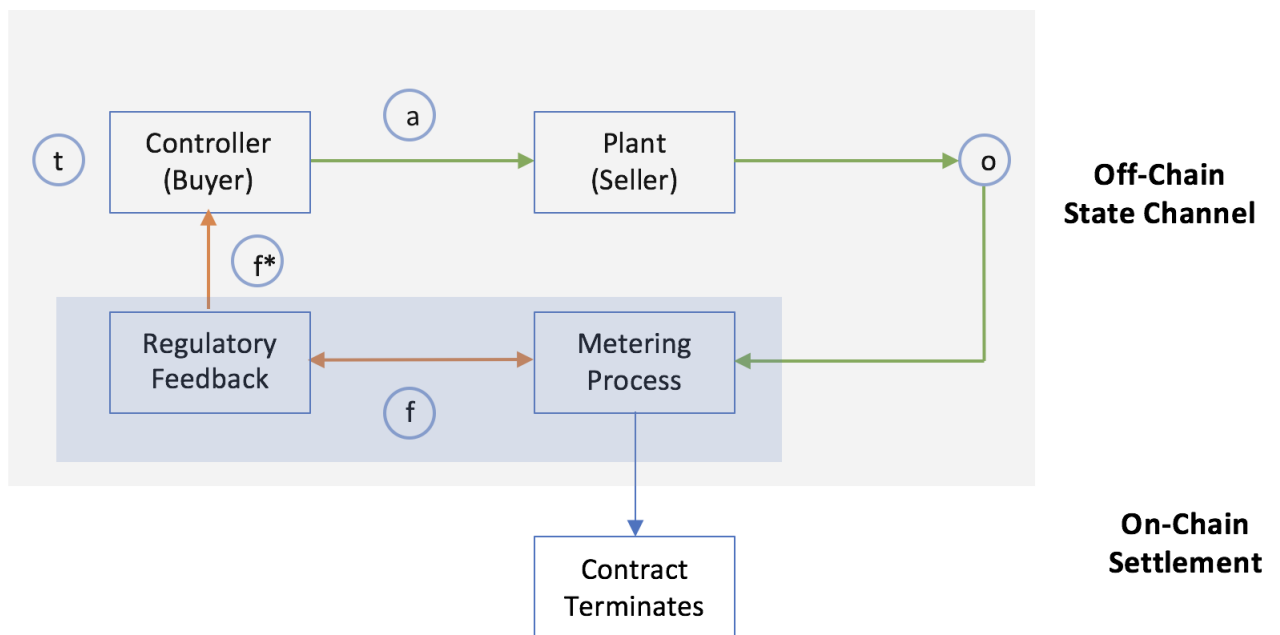 a
Controller
(Buyer)
Plant
(Seller)
t
o
Off-Chain
State Channel
f*
Regulatory
Feedback
Metering
Process
f
On-Chain
Settlement
Contract
Terminates